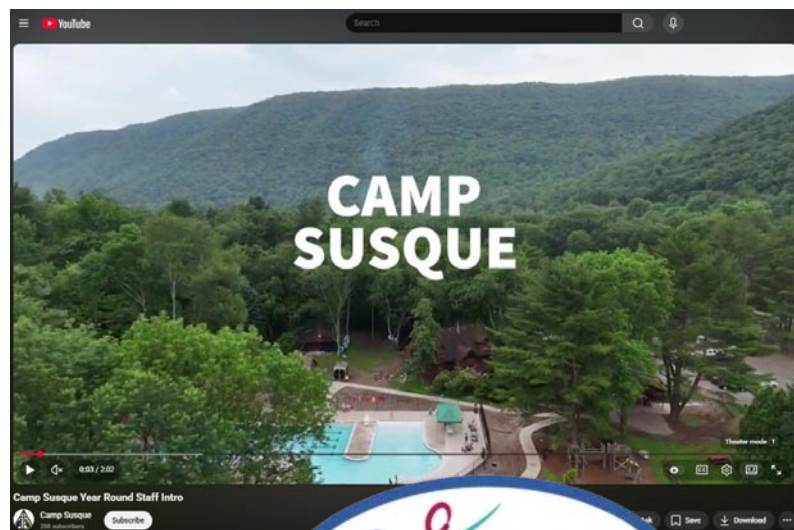 YouTube
Search
CAMP
SUSQUE
Theater mode
0:03 / 2:02
Camp Susque Year Round Staff Intro
Camp Susque
Subscribe
Save
Download